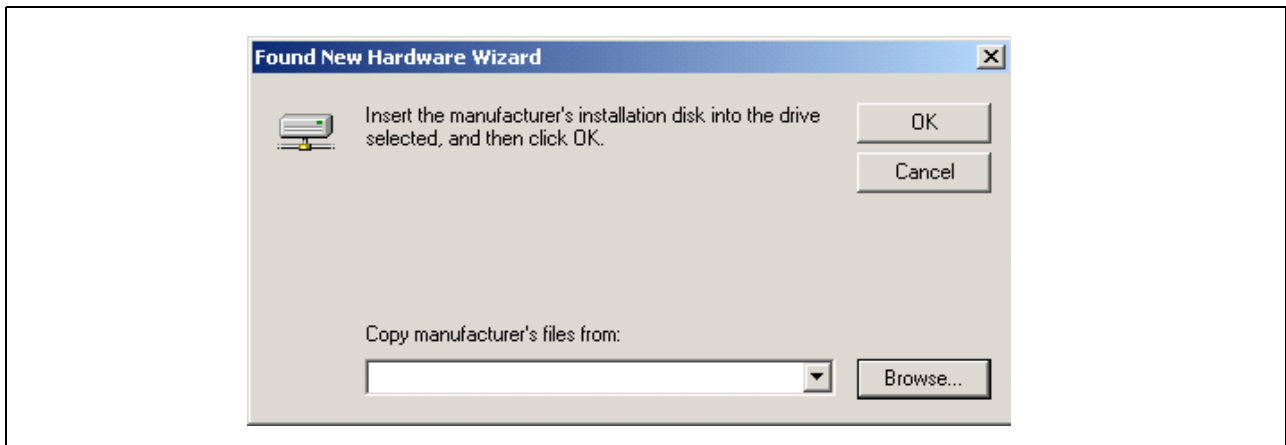 Found New Hardware Wizard
Insert the manufacturer's installation disk into the drive
selected, and then click OK.
OK
Cancel
Copy manufacturer's files from:
Browse...